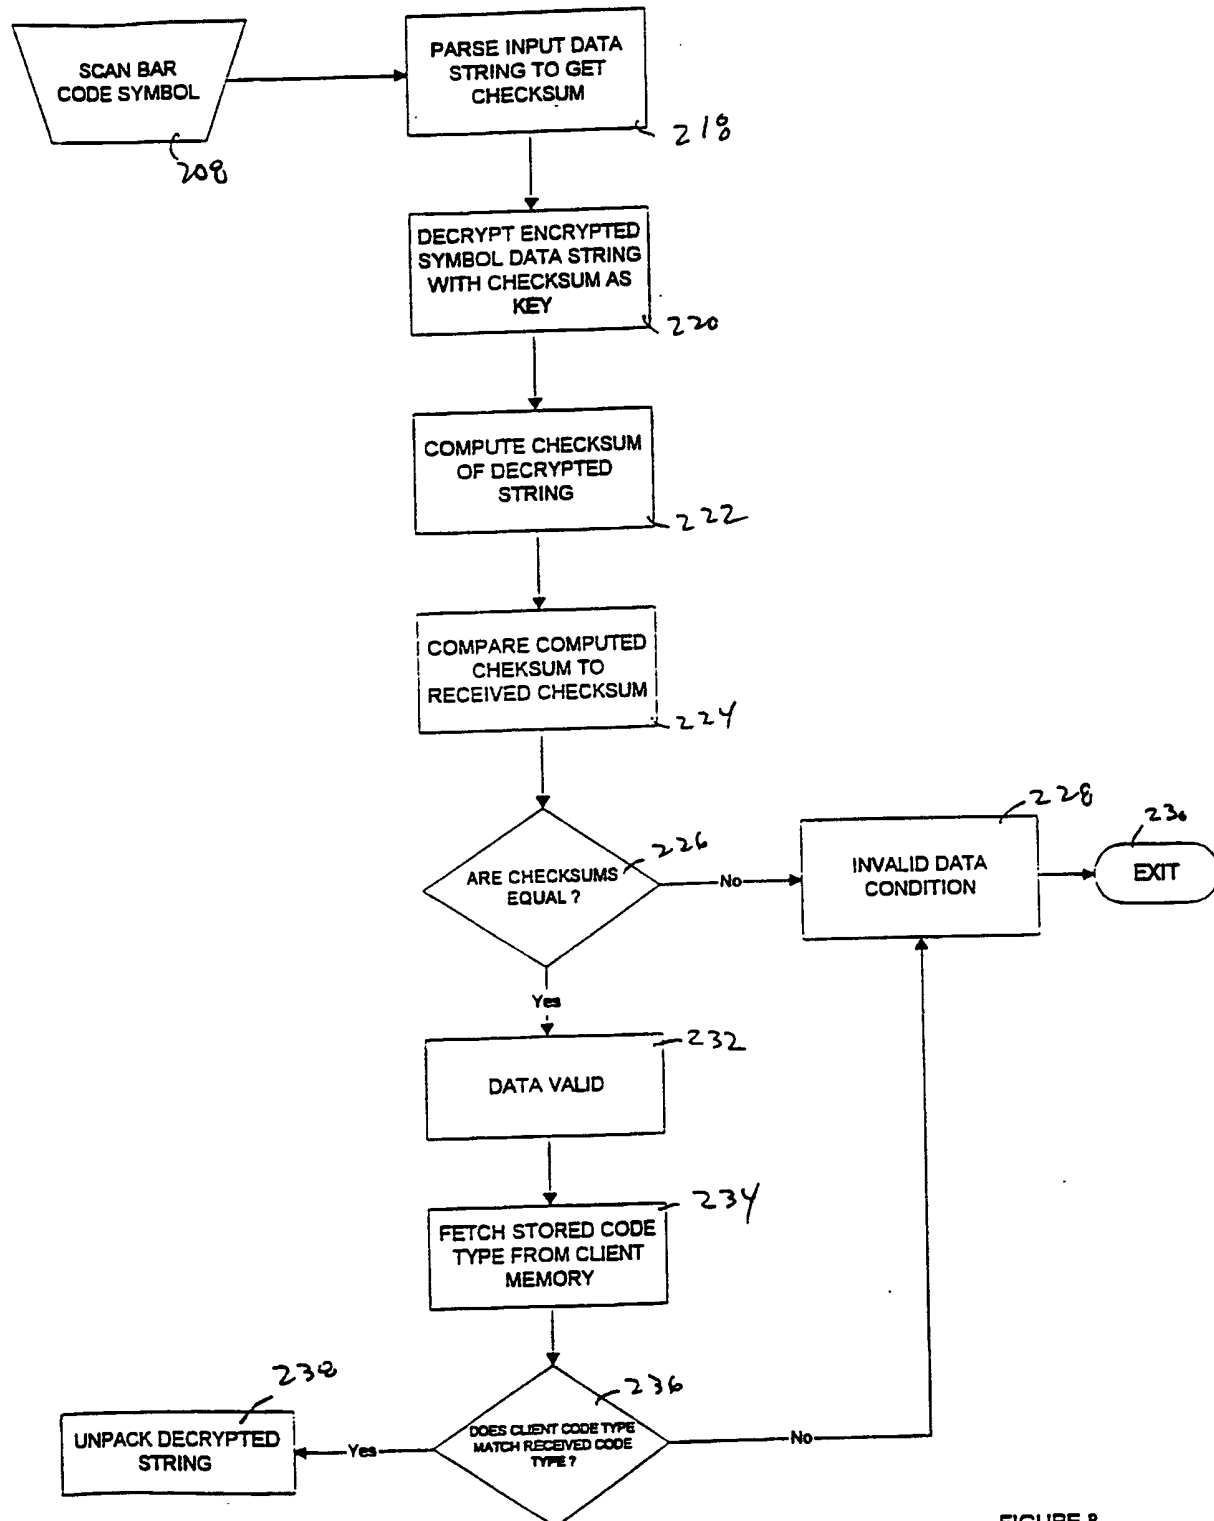 SCAN BAR
CODE SYMBOL
208
PARSE INPUT DATA
STRING TO GET
CHECKSUM
218
DECRYPT ENCRYPTED
SYMBOL DATA STRING
WITH CHECKSUM AS
KEY
220
COMPUTE CHECKSUM
OF DECRYPTED
STRING
222
COMPARE COMPUTED
CHEKSUM TO
RECEIVED CHECKSUM
224
ARE CHECKSUMS
EQUAL ?
226
No
INVALID DATA
CONDITION
228
EXIT
230
Yes
DATA VALID
232
FETCH STORED CODE
TYPE FROM CLIENT
MEMORY
234
DOES CLIENT CODE TYPE
MATCH RECEIVED CODE
TYPE ?
236
No
Yes
UNPACK DECRYPTED
STRING
238
FIGURE 8